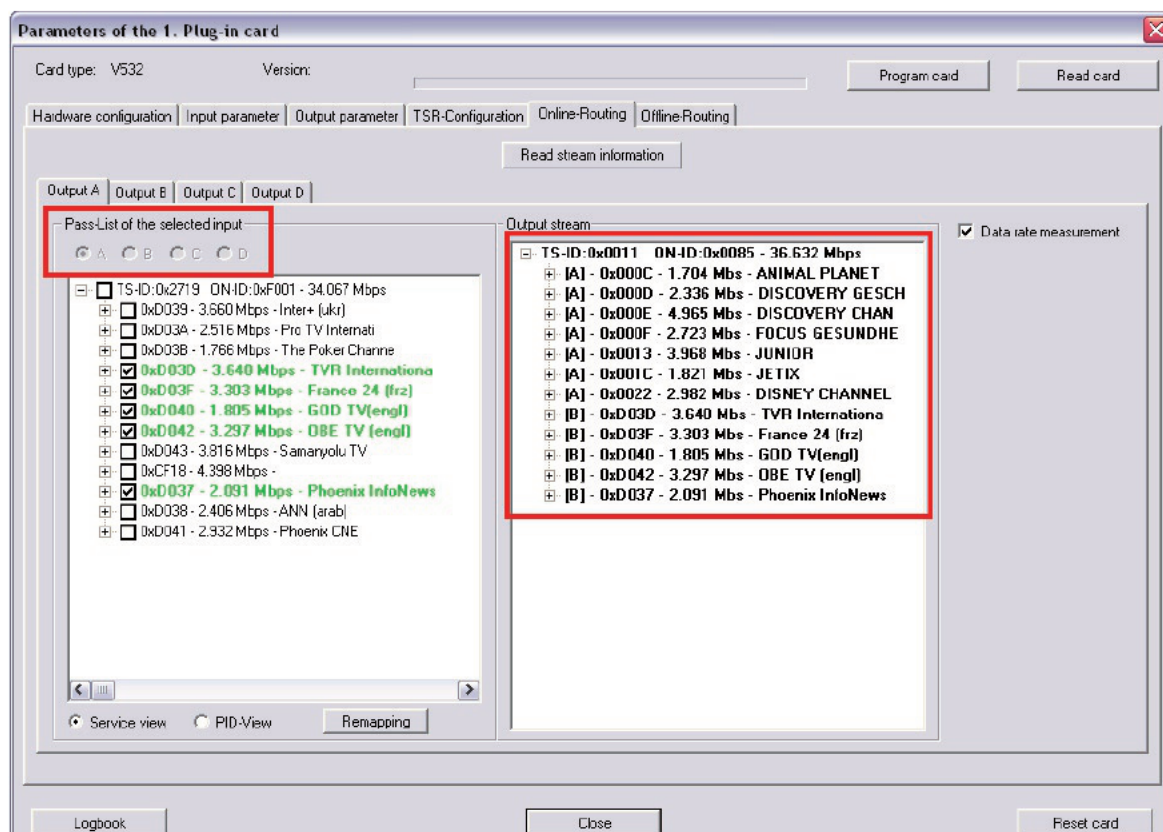 Parameters of the 1. Plug-in card
Card type: V532 Version: Program card Read card
Hardware configuration Input parameter Output parameter TSR-Configuration Online-Routing Offline-Routing
Read stream information
Output A Output B Output C Output D
Pass-List of the selected input
A B C D
TS-ID:0x2719 ON-ID:0xF001 - 34.067 Mbps
0xD039 - 3.660 Mbps - Inter+ (ukr)
0xD03A - 2.516 Mbps - Pro TV Internati
0xD03B - 1.766 Mbps - The Poker Channe
0xD03D - 3.640 Mbps - TVR Internationa
0xD03F - 3.303 Mbps - France 24 (frz)
0xD040 - 1.805 Mbps - GOD TV(engl)
0xD042 - 3.297 Mbps - OBE TV (engl)
0xD043 - 3.816 Mbps - Samanyolu TV
0xCF18 - 4.398 Mbps -
0xD037 - 2.091 Mbps - Phoenix InfoNews
0xD038 - 2.406 Mbps - ANN (arab)
0xD041 - 2.932 Mbps - Phoenix CNE
Service view PID-View Remapping
Output stream
TS-ID:0x0011 ON-ID:0x0085 - 36.632 Mbps
[A] - 0x000C - 1.704 Mbs - ANIMAL PLANET
[A] - 0x000D - 2.336 Mbs - DISCOVERY GESCH
[A] - 0x000E - 4.965 Mbs - DISCOVERY CHAN
[A] - 0x000F - 2.723 Mbs - FOCUS GESUNDHE
[A] - 0x0013 - 3.968 Mbs - JUNIOR
[A] - 0x001C - 1.821 Mbs - JETIX
[A] - 0x0022 - 2.982 Mbs - DISNEY CHANNEL
[B] - 0xD03D - 3.640 Mbs - TVR Internationa
[B] - 0xD03F - 3.303 Mbs - France 24 (frz)
[B] - 0xD040 - 1.805 Mbs - GOD TV(engl)
[B] - 0xD042 - 3.297 Mbs - OBE TV (engl)
[B] - 0xD037 - 2.091 Mbs - Phoenix InfoNews
Data rate measurement
Logbook Close Reset card